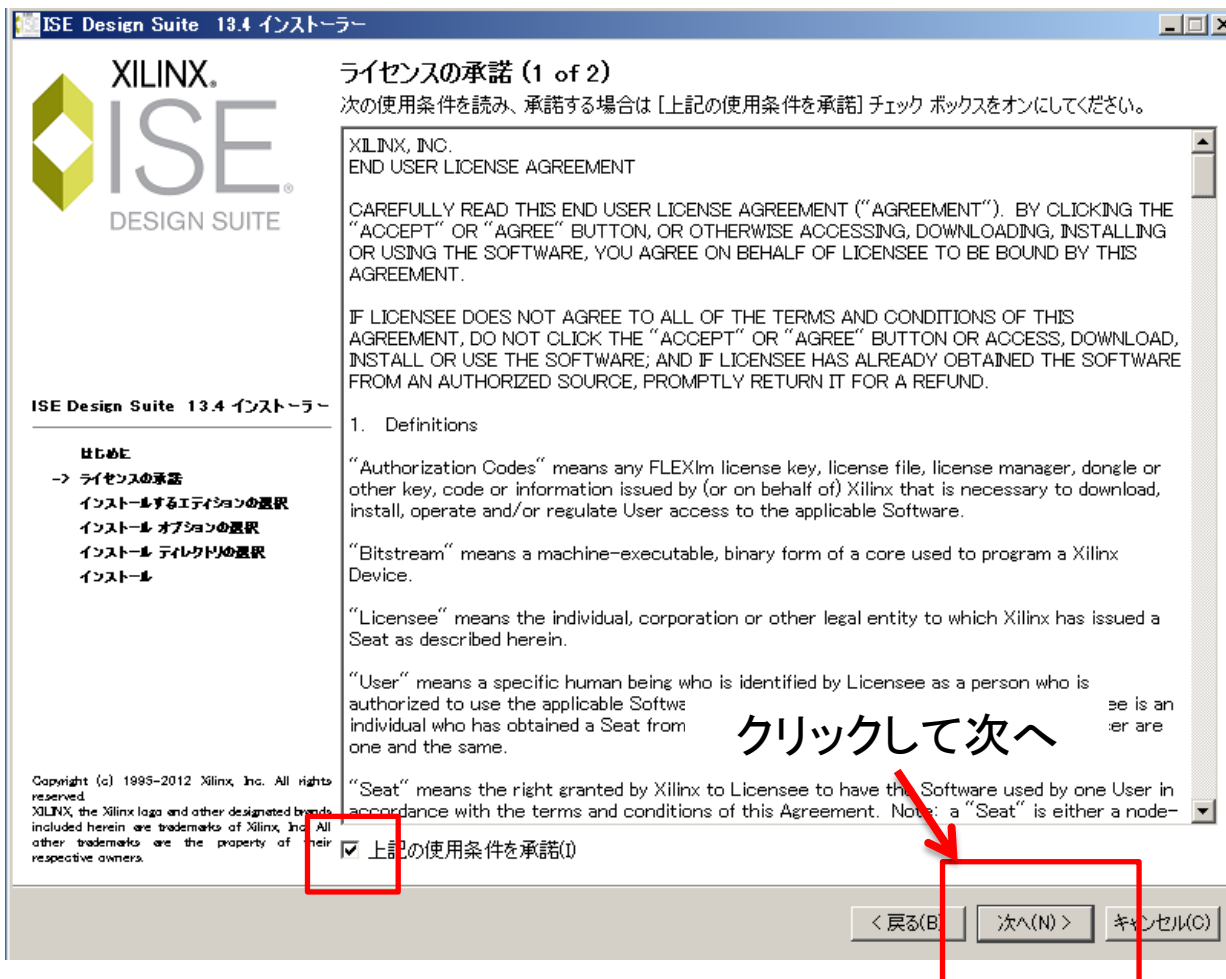 ISE Design Suite 13.4 インストーラー
XILINX®
ISE®
DESIGN SUITE
ISE Design Suite 13.4 インストーラー
はじめに
-> ライセンスの承諾
インストールするエディションの選択
インストール オプションの選択
インストール ディレクトリの選択
インストール
Copyright (c) 1995-2012 Xilinx, Inc. All rights
reserved.
XILINX, the Xilinx logo and other designated brands
included herein are trademarks of Xilinx, Inc. All
other trademarks are the property of their
respective owners.
ライセンスの承諾 (1 of 2)
次の使用条件を読み、承諾する場合は [上記の使用条件を承諾] チェック ボックスをオンにしてください。
XILINX, INC.
END USER LICENSE AGREEMENT
CAREFULLY READ THIS END USER LICENSE AGREEMENT ("AGREEMENT"). BY CLICKING THE
"ACCEPT" OR "AGREE" BUTTON, OR OTHERWISE ACCESSING, DOWNLOADING, INSTALLING
OR USING THE SOFTWARE, YOU AGREE ON BEHALF OF LICENSEE TO BE BOUND BY THIS
AGREEMENT.
IF LICENSEE DOES NOT AGREE TO ALL OF THE TERMS AND CONDITIONS OF THIS
AGREEMENT, DO NOT CLICK THE "ACCEPT" OR "AGREE" BUTTON OR ACCESS, DOWNLOAD,
INSTALL OR USE THE SOFTWARE; AND IF LICENSEE HAS ALREADY OBTAINED THE SOFTWARE
FROM AN AUTHORIZED SOURCE, PROMPTLY RETURN IT FOR A REFUND.
1. Definitions
"Authorization Codes" means any FLEXlm license key, license file, license manager, dongle or
other key, code or information issued by (or on behalf of) Xilinx that is necessary to download,
install, operate and/or regulate User access to the applicable Software.
"Bitstream" means a machine-executable, binary form of a core used to program a Xilinx
Device.
"Licensee" means the individual, corporation or other legal entity to which Xilinx has issued a
Seat as described herein.
"User" means a specific human being who is identified by Licensee as a person who is
authorized to use the applicable Softwa ee is an
individual who has obtained a Seat from er are
one and the same.
クリックして次へ
"Seat" means the right granted by Xilinx to Licensee to have the Software used by one User in
accordance with the terms and conditions of this Agreement. Note: a "Seat" is either a node-
上記の使用条件を承諾(I)
< 戻る(B)
次へ(N) >
キャンセル(C)